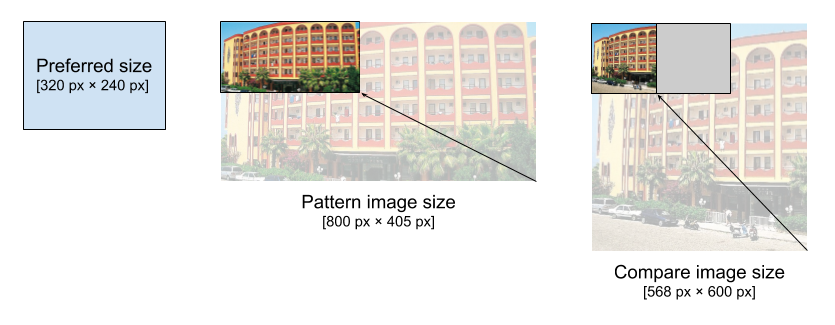 Preferred size
[320 px × 240 px]
Pattern image size
[800 px × 405 px]
Compare image size
[568 px × 600 px]